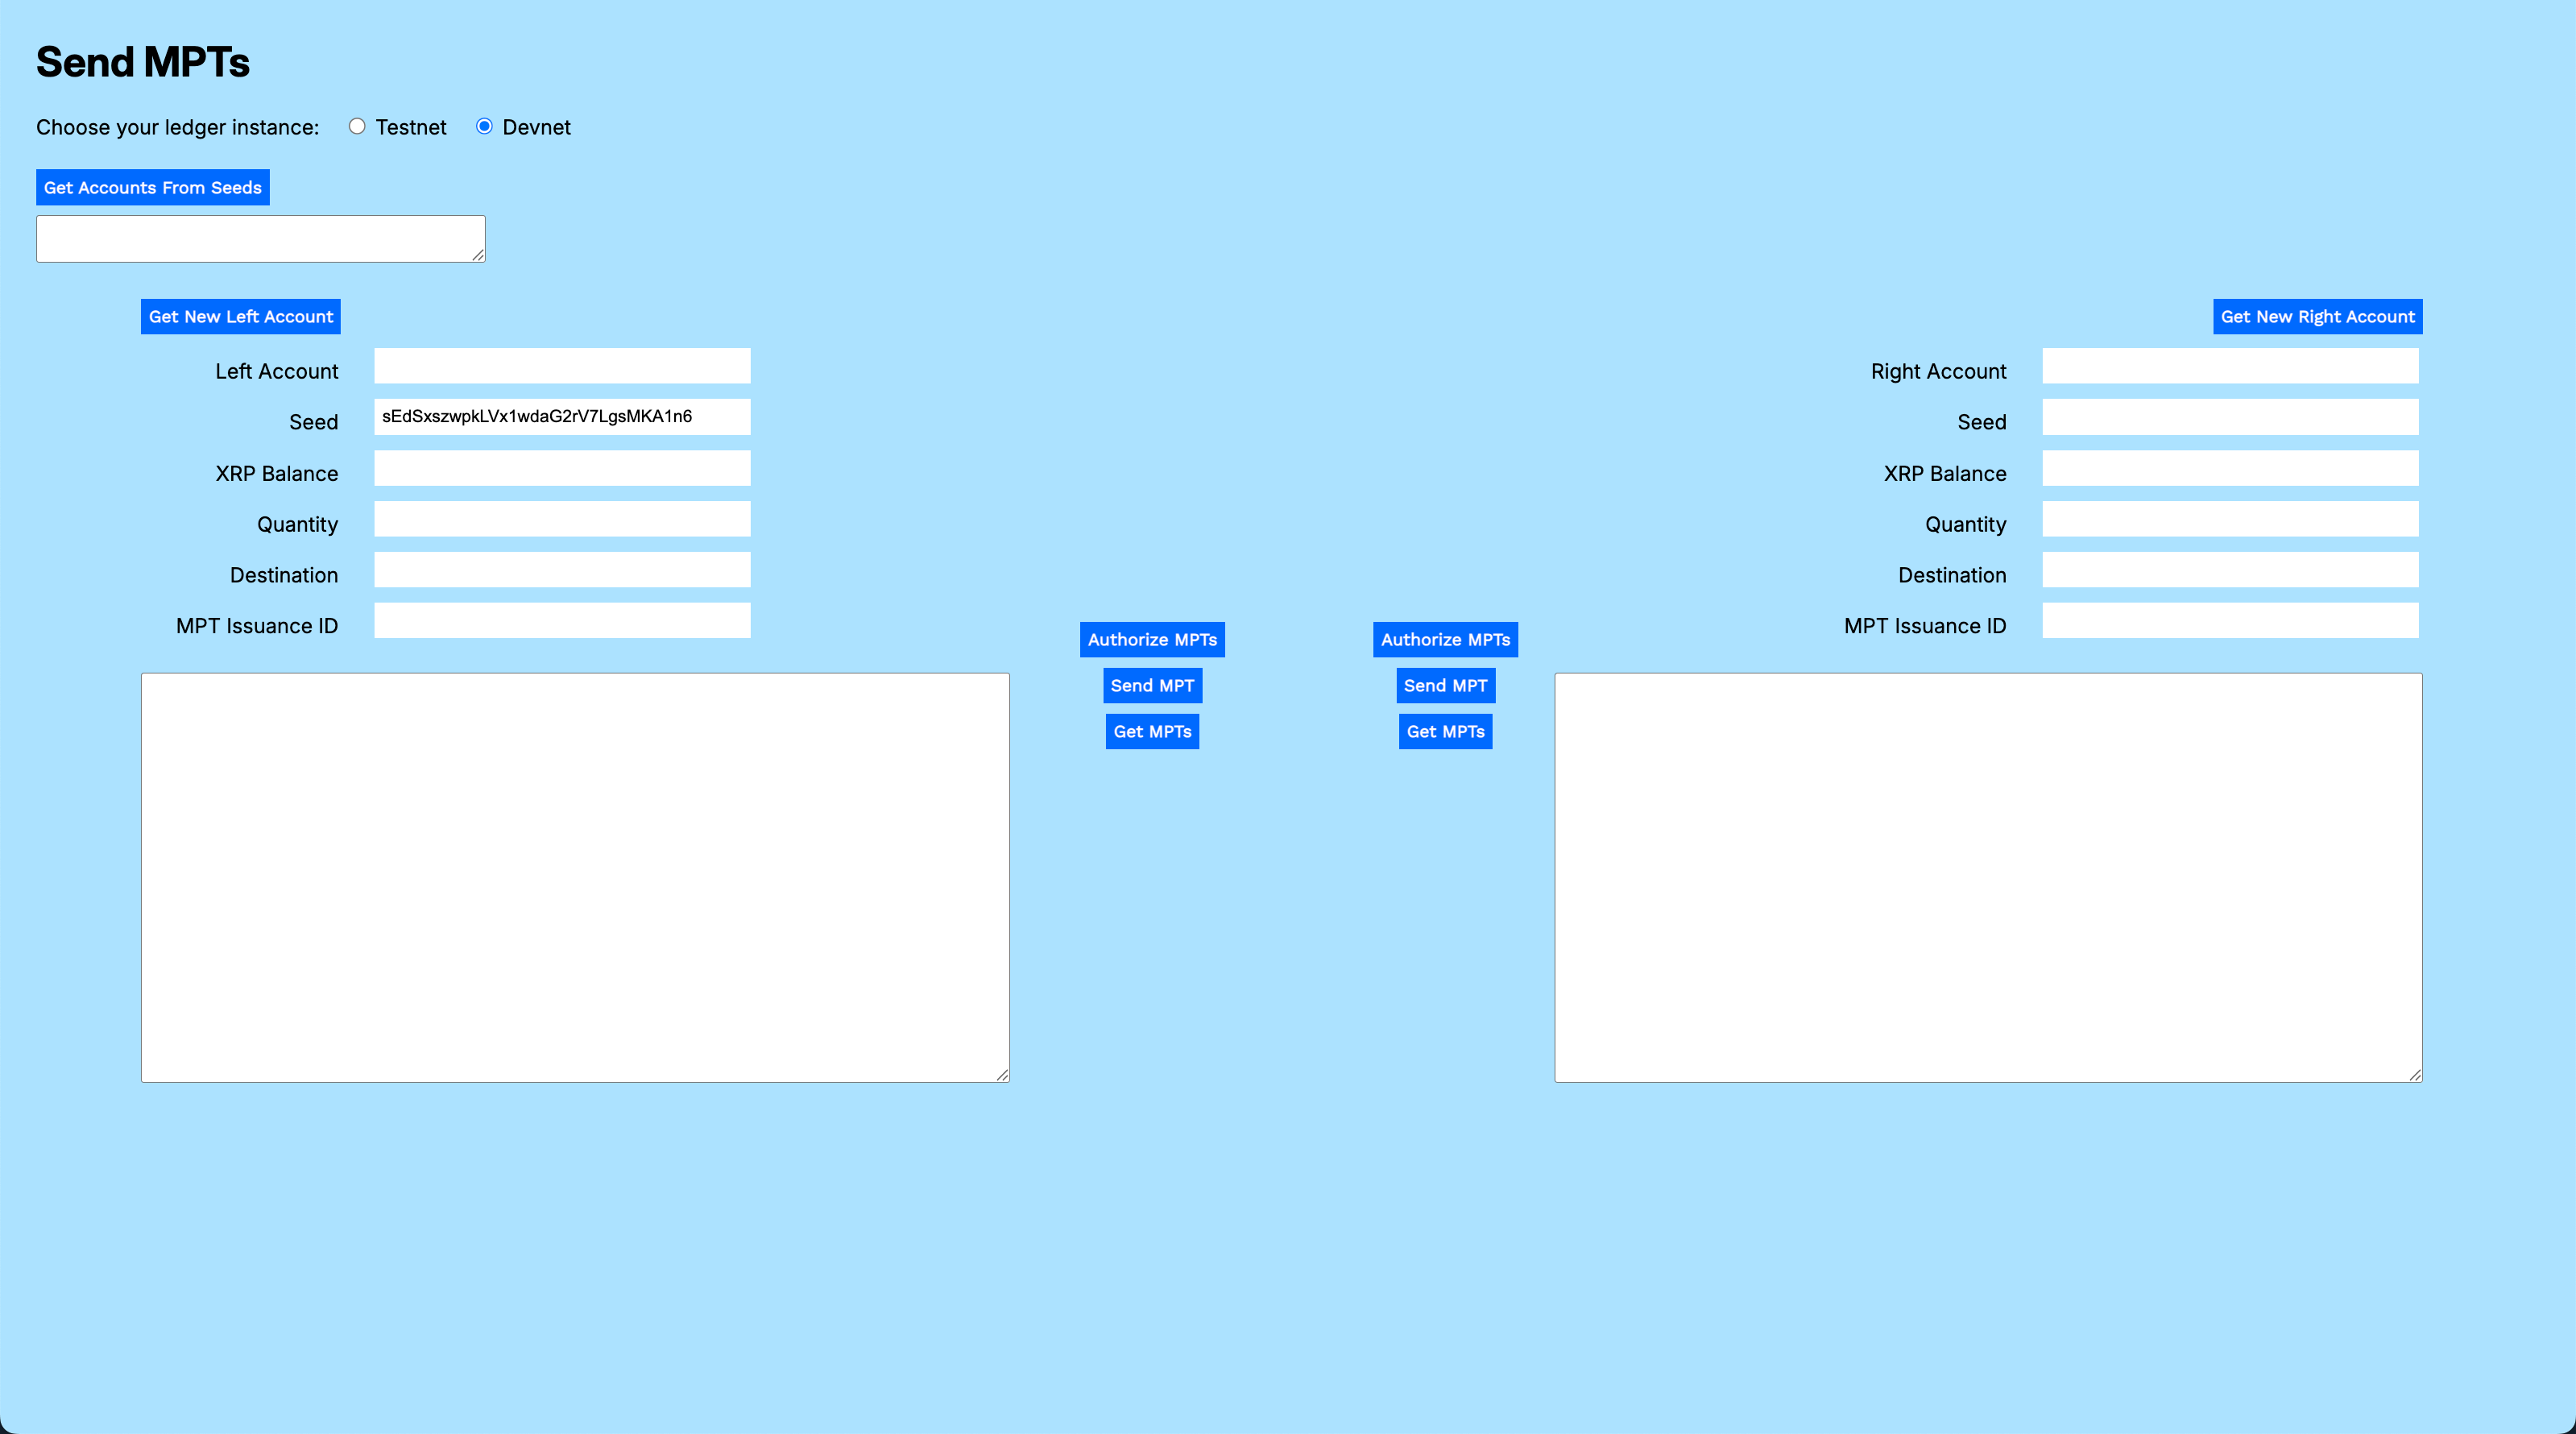 Send MPTs
Choose your ledger instance: Testnet Devnet
Get Accounts From Seeds
Get New Left Account
Left Account
Seed sEdSxszwpkLVx1wdaG2rV7LgsMKA1n6
XRP Balance
Quantity
Destination
MPT Issuance ID
Authorize MPTs
Send MPT
Get MPTs
Authorize MPTs
Send MPT
Get MPTs
Get New Right Account
Right Account
Seed
XRP Balance
Quantity
Destination
MPT Issuance ID